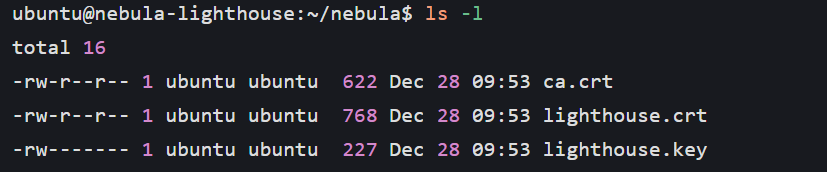 ubuntu@nebula-lighthouse:~/nebula$ ls -l
total 16
-rw-r--r-- 1 ubuntu ubuntu  622 Dec 28 09:53 ca.crt
-rw-r--r-- 1 ubuntu ubuntu  768 Dec 28 09:53 lighthouse.crt
-rw------- 1 ubuntu ubuntu  227 Dec 28 09:53 lighthouse.key